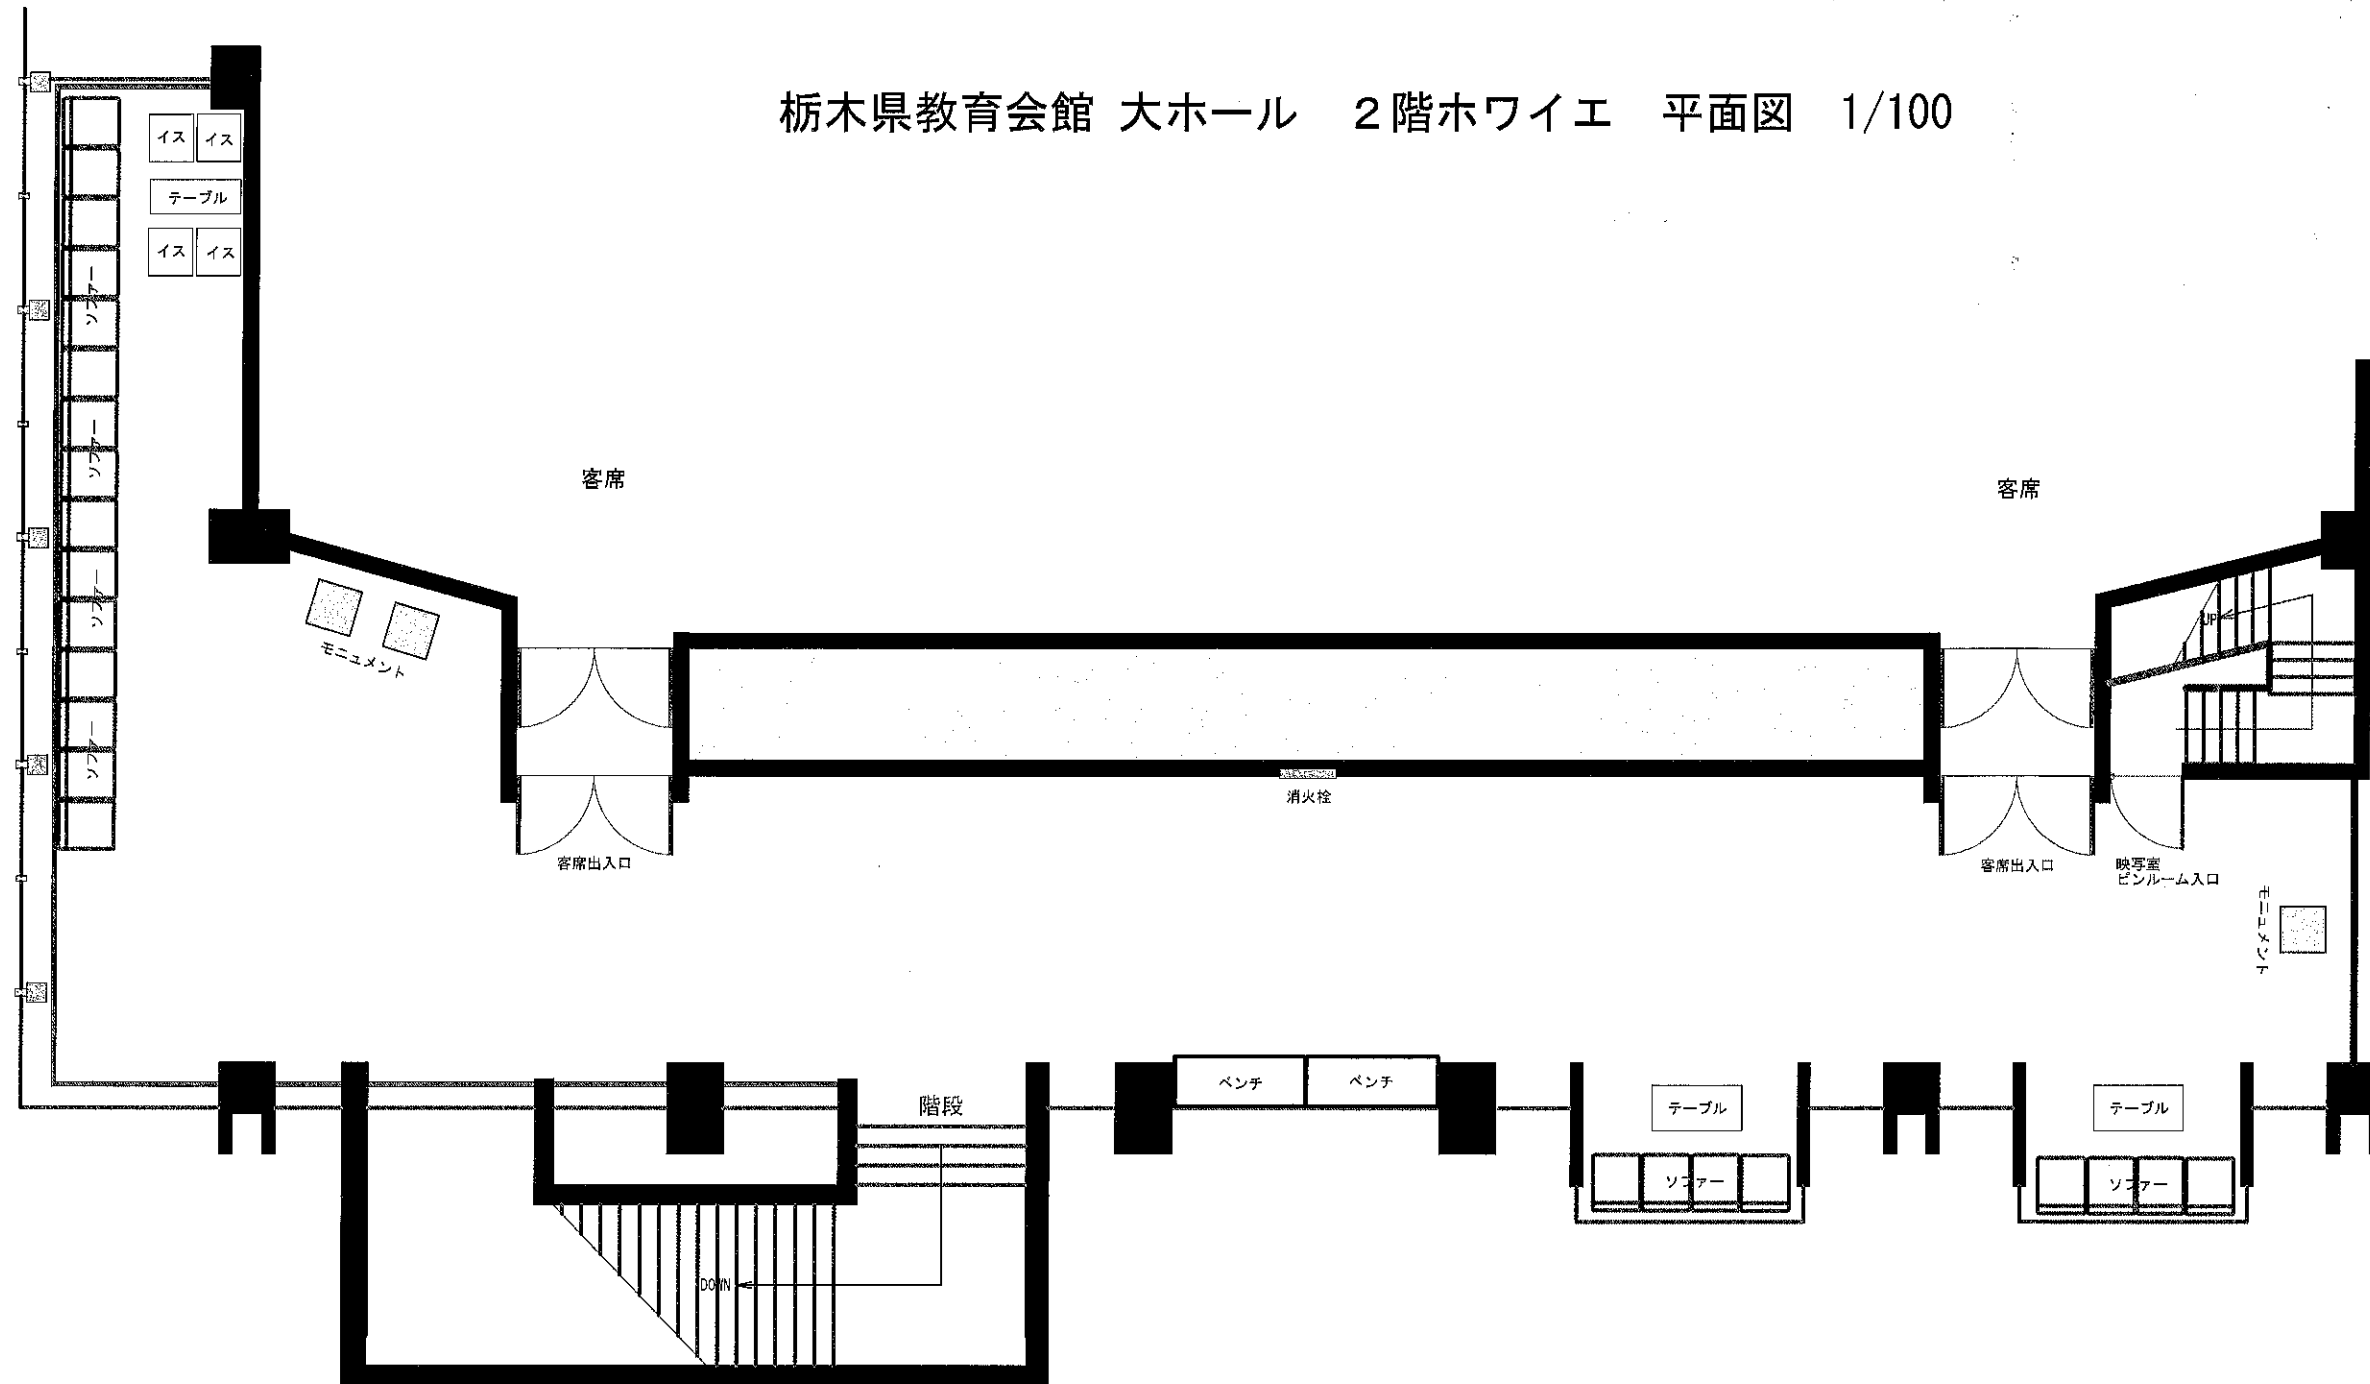 栃木県教育会館 大ホール　２階ホワイエ　平面図　1/100
イス イス
テーブル
イス イス
ソファー
ソファー
ソファー
ソファー
客席
客席
モニュメント
UP
消火栓
客席出入口
客席出入口
映写室
ピンルーム入口
モニュメント
階段
ベンチ
ベンチ
テーブル
テーブル
ソファー
ソファー
DOWN